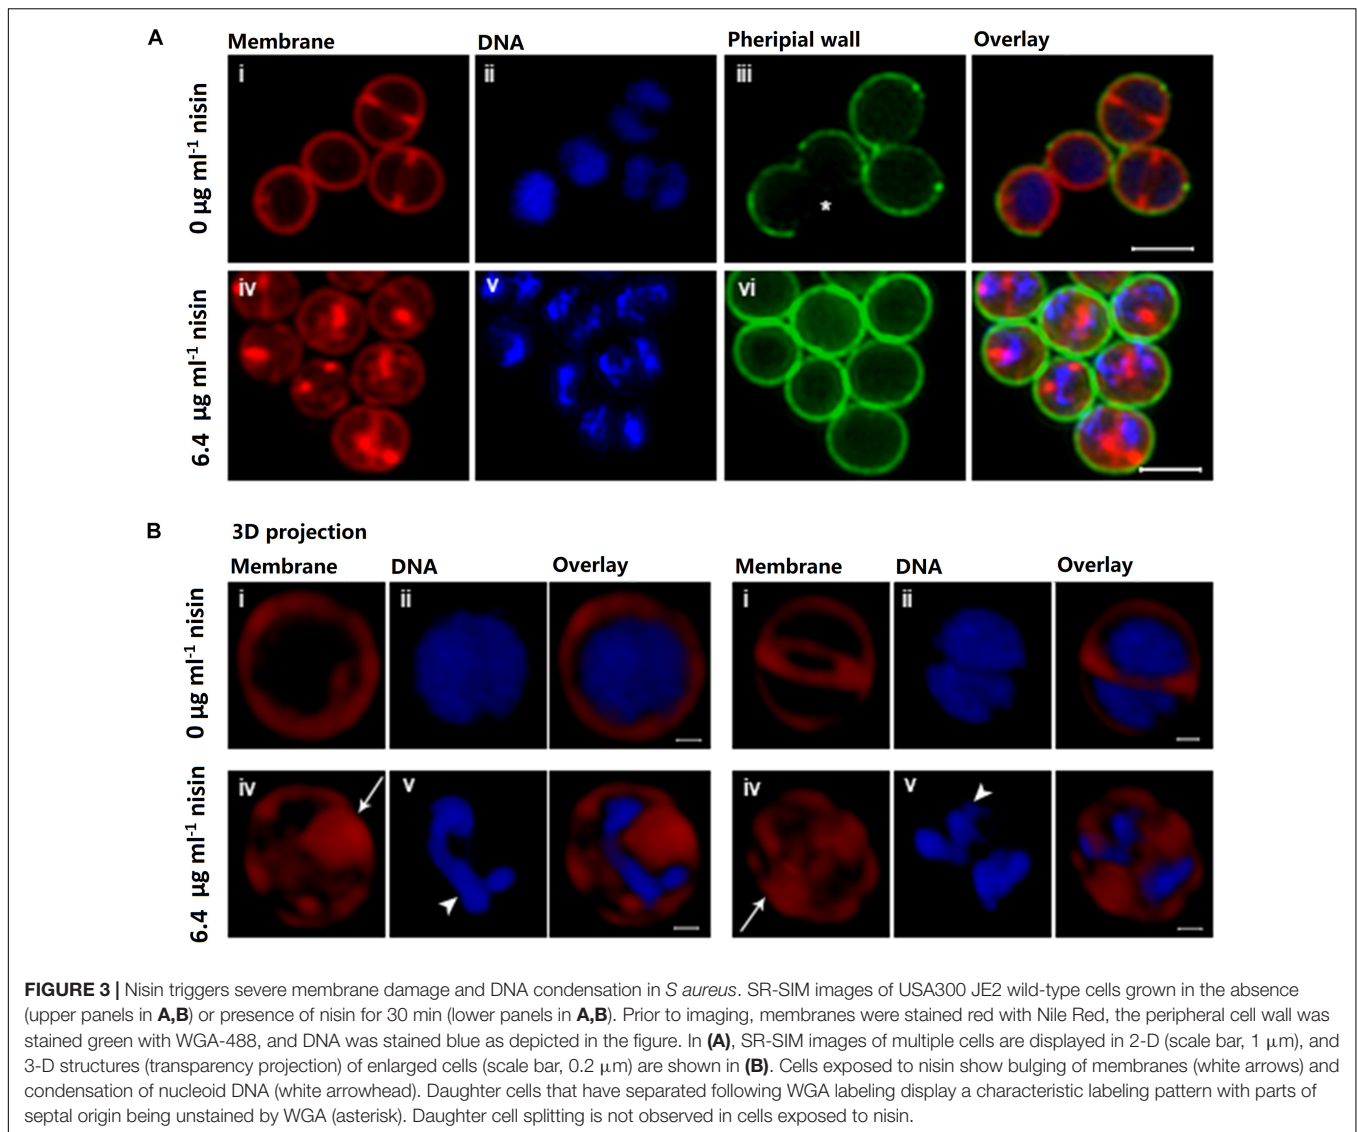 A
Membrane DNA Pheripial wall Overlay
0 µg ml-1 nisin
i ii iii
*
6.4 µg ml-1 nisin
iv v vi
B 3D projection
Membrane DNA Overlay Membrane DNA Overlay
0 µg ml-1 nisin
i ii i ii
6.4 µg ml-1 nisin
iv v iv v
FIGURE 3 | Nisin triggers severe membrane damage and DNA condensation in S aureus. SR-SIM images of USA300 JE2 wild-type cells grown in the absence
(upper panels in A,B) or presence of nisin for 30 min (lower panels in A,B). Prior to imaging, membranes were stained red with Nile Red, the peripheral cell wall was
stained green with WGA-488, and DNA was stained blue as depicted in the figure. In (A), SR-SIM images of multiple cells are displayed in 2-D (scale bar, 1 µm), and
3-D structures (transparency projection) of enlarged cells (scale bar, 0.2 µm) are shown in (B). Cells exposed to nisin show bulging of membranes (white arrows) and
condensation of nucleoid DNA (white arrowhead). Daughter cells that have separated following WGA labeling display a characteristic labeling pattern with parts of
septal origin being unstained by WGA (asterisk). Daughter cell splitting is not observed in cells exposed to nisin.